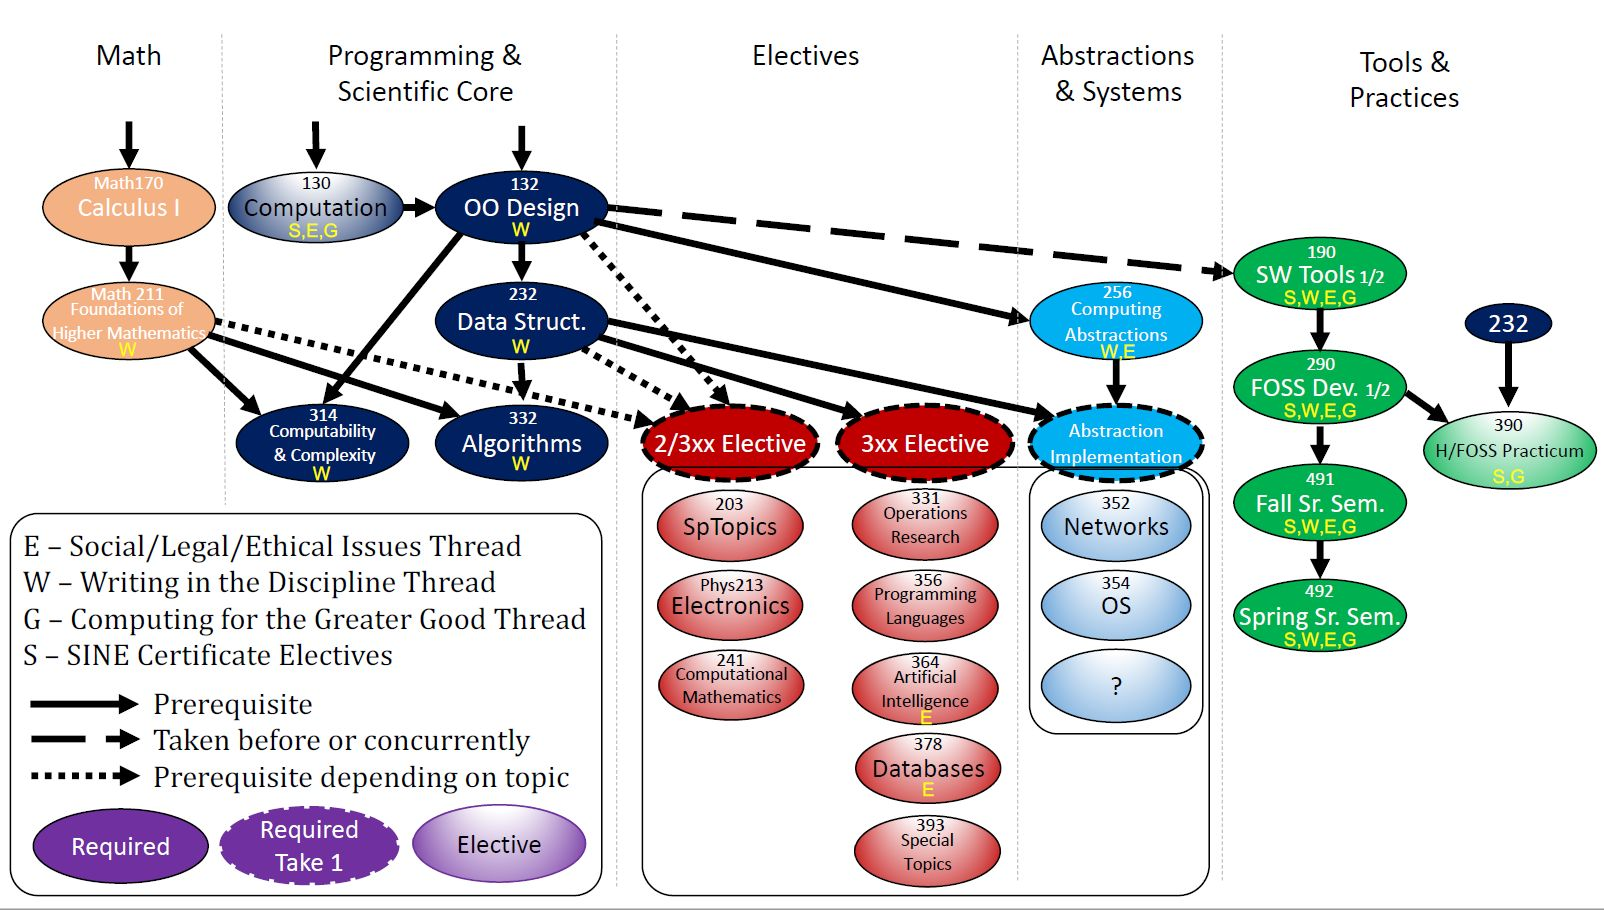 Math
Programming &
Scientific Core
Electives
Abstractions
& Systems
Tools &
Practices
Math170
Calculus I
130
Computation
S,E,G
132
OO Design
W
190
SW Tools 1/2
S,W,E,G
Math 211
Foundations of
Higher Mathematics
W
232
Data Struct.
W
256
Computing
Abstractions
W,E
232
290
FOSS Dev. 1/2
S,W,E,G
314
Computability
& Complexity
W
332
Algorithms
W
2/3xx Elective
3xx Elective
Abstraction
Implementation
390
H/FOSS Practicum
S,G
203
SpTopics
331
Operations
Research
352
Networks
491
Fall Sr. Sem.
S,W,E,G
Phys213
Electronics
356
Programming
Languages
354
OS
492
Spring Sr. Sem.
S,W,E,G
241
Computational
Mathematics
364
Artificial
Intelligence
E
?
378
Databases
E
393
Special
Topics
E – Social/Legal/Ethical Issues Thread
W – Writing in the Discipline Thread
G – Computing for the Greater Good Thread
S – SINE Certificate Electives
Prerequisite
Taken before or concurrently
Prerequisite depending on topic
Required
Required
Take 1
Elective